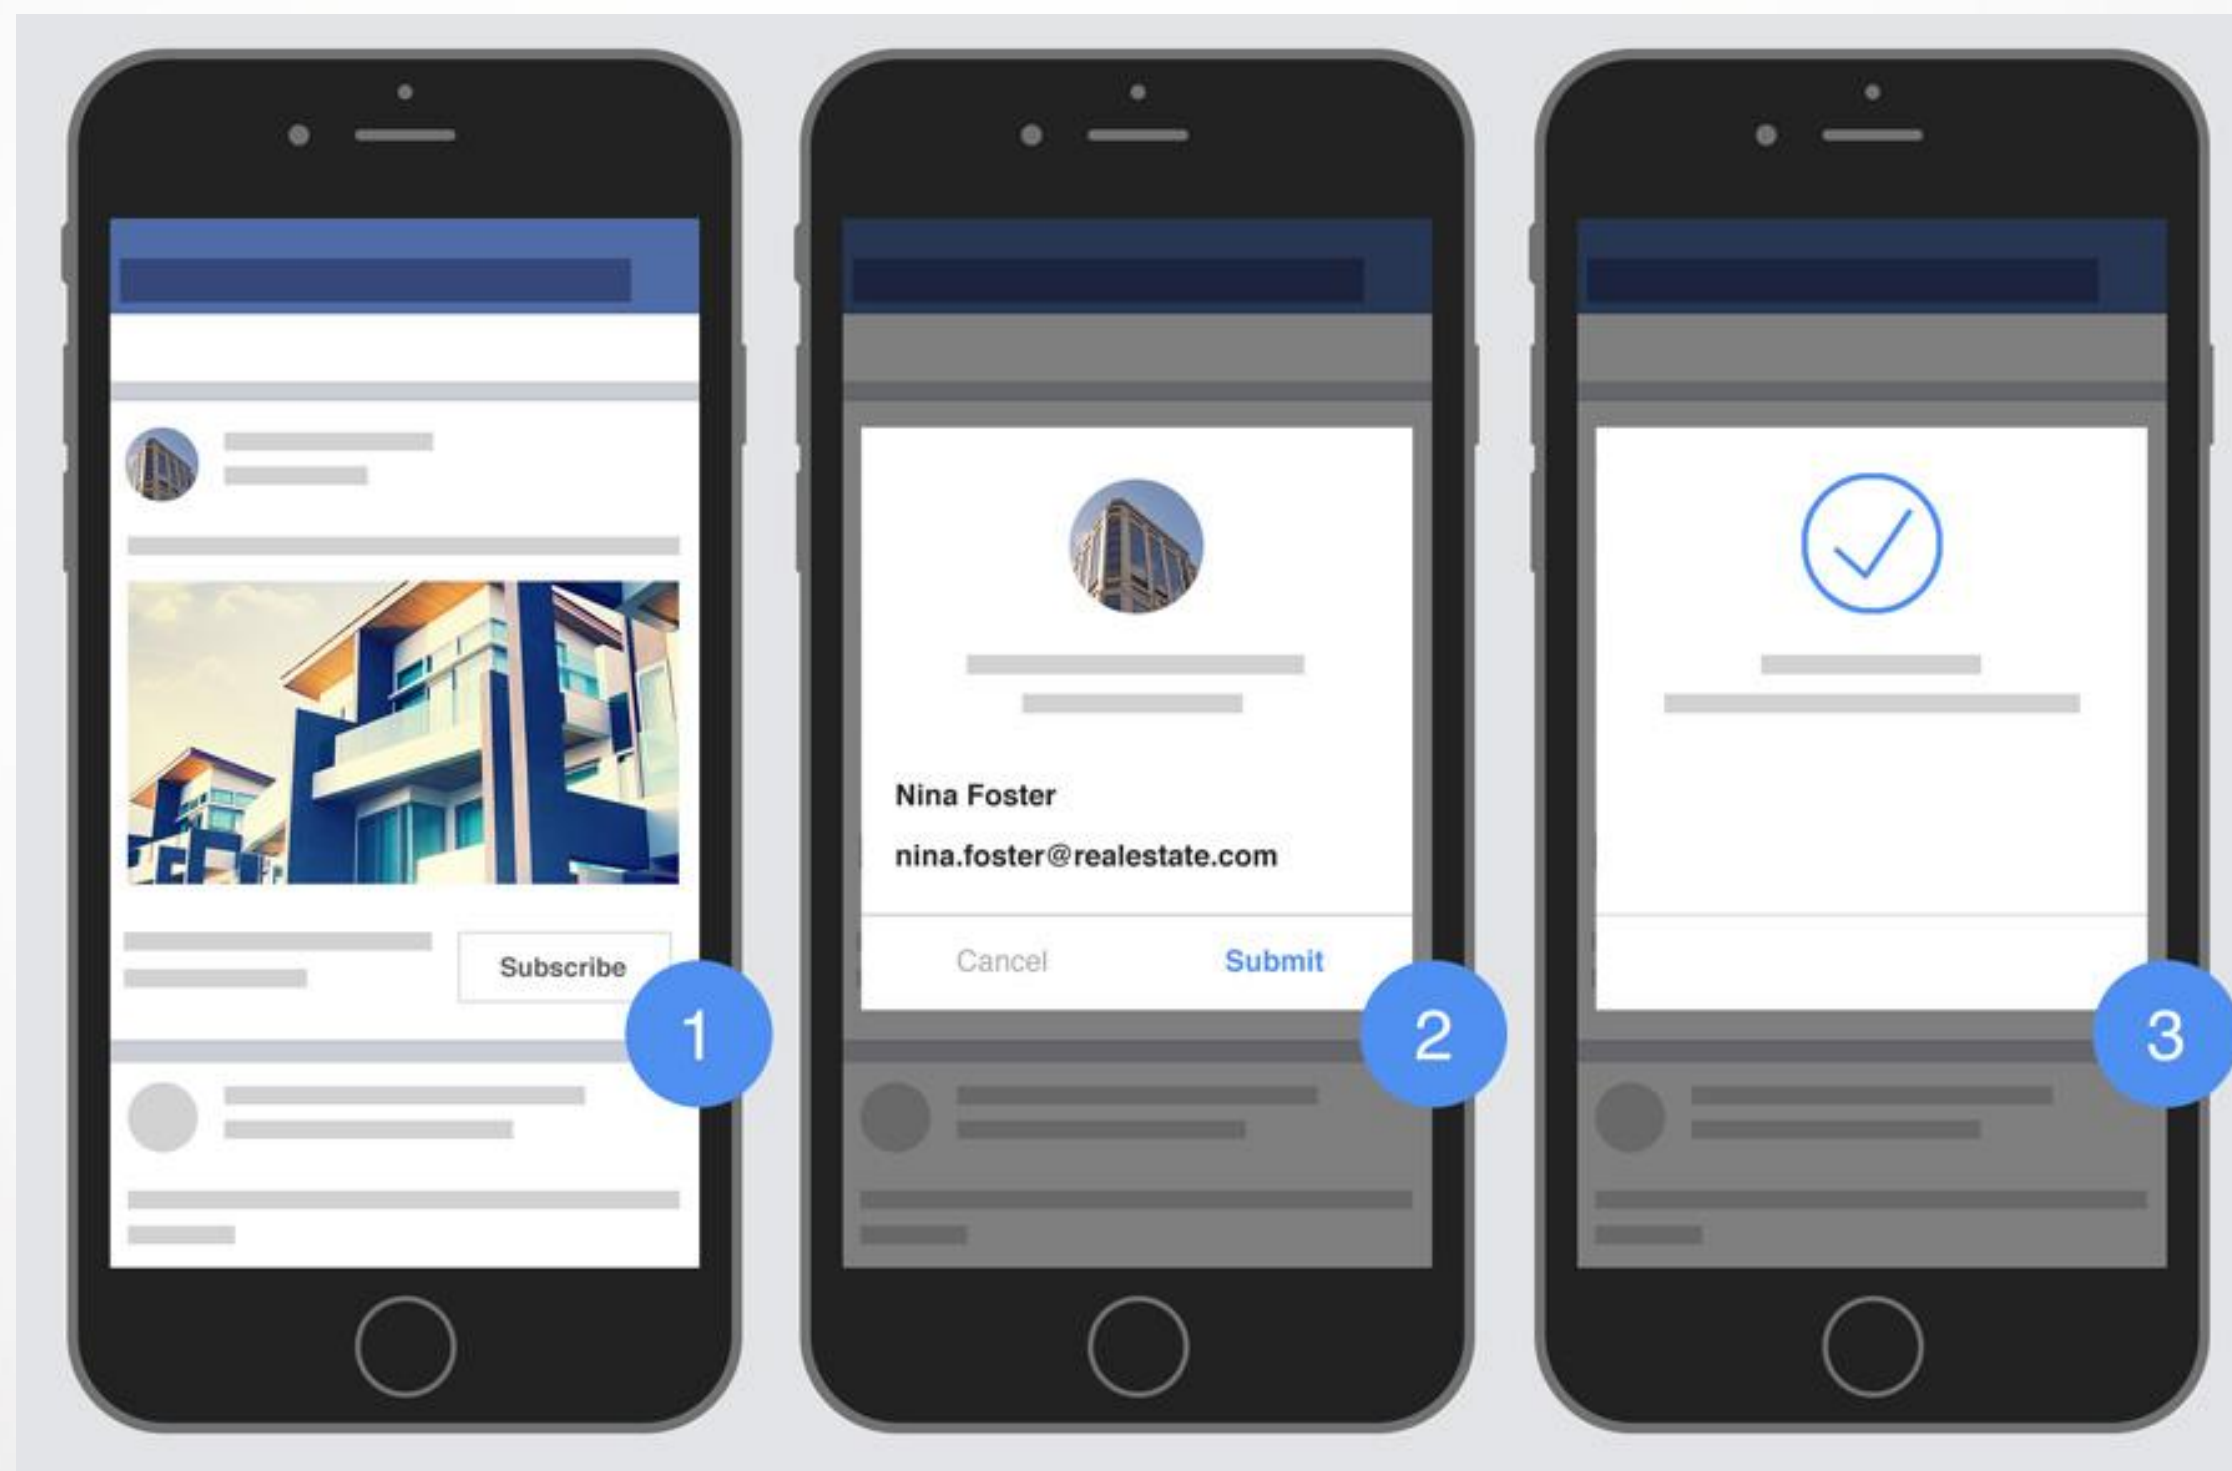 Subscribe
1
Nina Foster
nina.foster@realestate.com
Cancel Submit
2
3